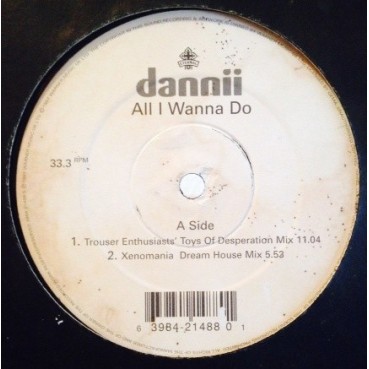 dannii
All I Wanna Do
33.3 RPM
A Side
1. Trouser Enthusiasts' Toys Of Desperation Mix 11.04
2. Xenomania Dream House Mix 5.53
6 3984-21488 0 1